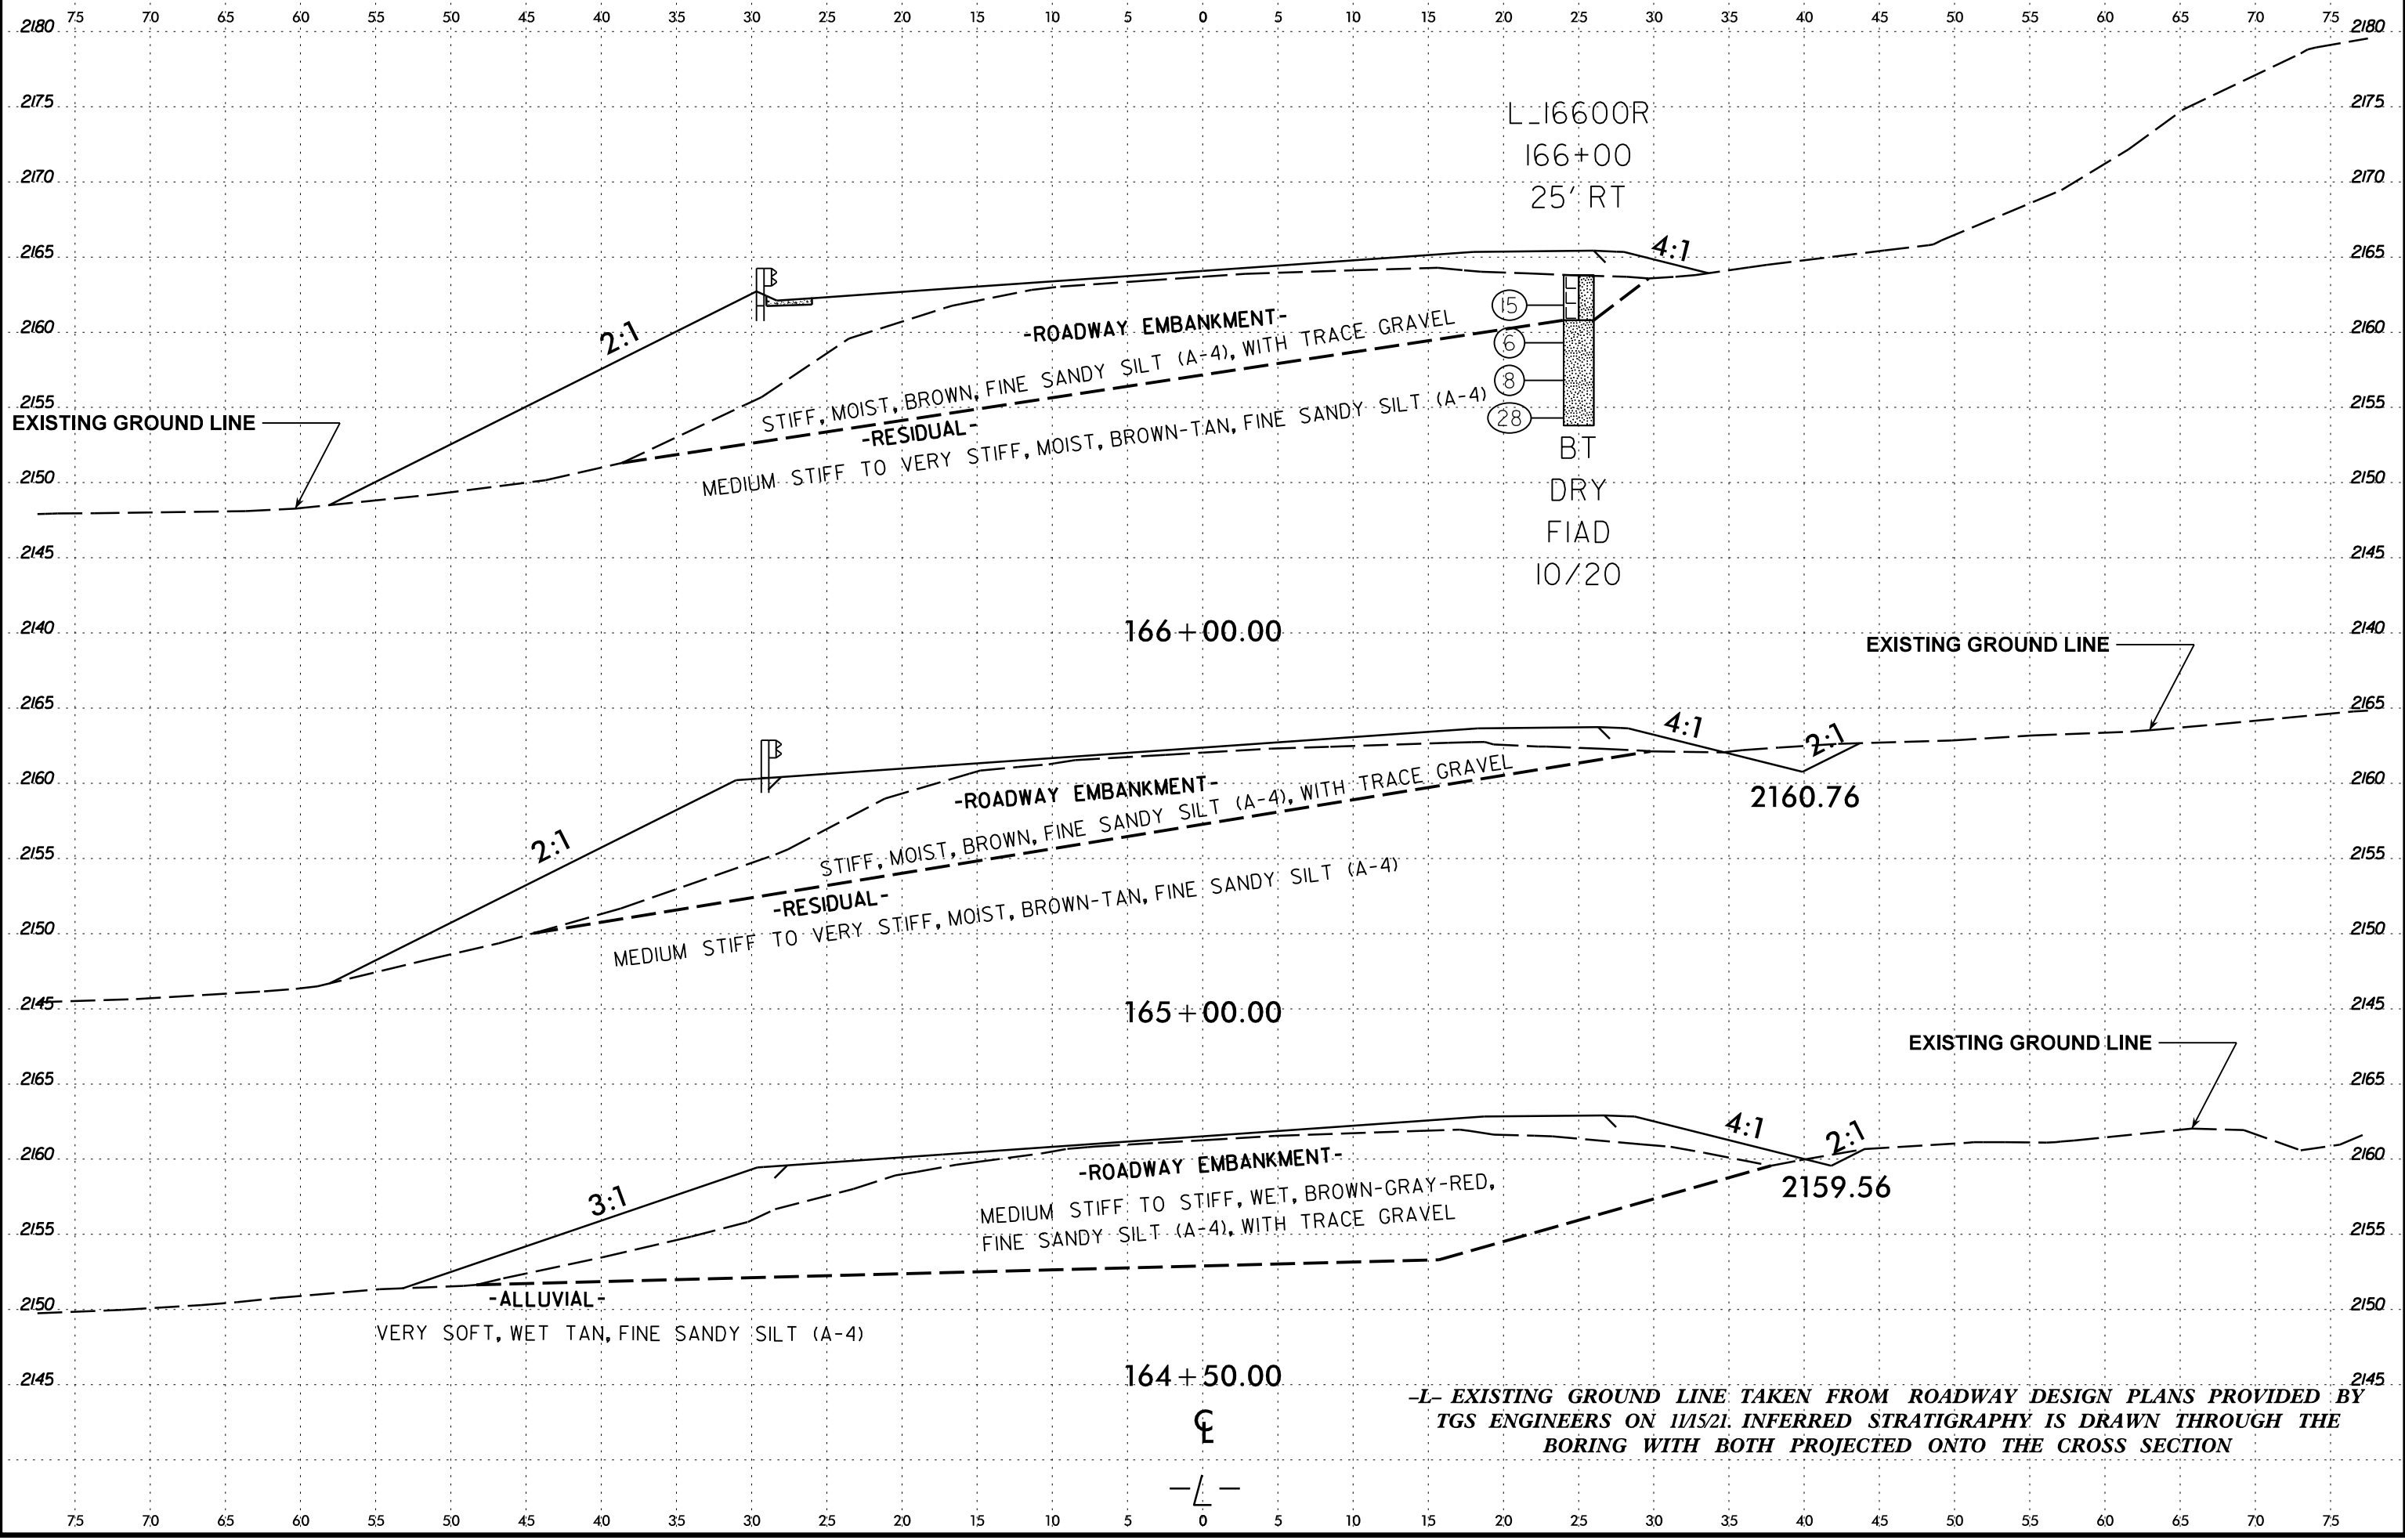 75 70 65 60 55 50 45 40 35 30 25 20 15 10 5 0 5 10 15 20 25 30 35 40 45 50 55 60 65 70 75
2180 2180
2175 2175
L_16600R
166+00
2170 2170
25' RT
2165 4:1 2165
15
2160 2:1 -ROADWAY EMBANKMENT- 2160
6
STIFF, MOIST, BROWN, FINE SANDY SILT (A-4), WITH TRACE GRAVEL
8
2155 2155
28
EXISTING GROUND LINE
-RESIDUAL-
MEDIUM STIFF TO VERY STIFF, MOIST, BROWN-TAN, FINE SANDY SILT (A-4)
BT
2150 2150
DRY
FIAD
2145 2145
10/20
2140 166+00.00 2140
EXISTING GROUND LINE
2165 2165
4:1 2:1
2160 2160
-ROADWAY EMBANKMENT-
2160.76
STIFF, MOIST, BROWN, FINE SANDY SILT (A-4), WITH TRACE GRAVEL
2:1
2155 2155
-RESIDUAL-
MEDIUM STIFF TO VERY STIFF, MOIST, BROWN-TAN, FINE SANDY SILT (A-4)
2150 2150
2145 2145
165+00.00
EXISTING GROUND LINE
2165 2165
4:1 2:1
2160 2160
-ROADWAY EMBANKMENT-
2159.56
3:1
MEDIUM STIFF TO STIFF, WET, BROWN-GRAY-RED,
2155 2155
FINE SANDY SILT (A-4), WITH TRACE GRAVEL
2150 2150
-ALLUVIAL-
VERY SOFT, WET TAN, FINE SANDY SILT (A-4)
2145 2145
164+50.00
-L- EXISTING GROUND LINE TAKEN FROM ROADWAY DESIGN PLANS PROVIDED BY
TGS ENGINEERS ON 11/15/21. INFERRED STRATIGRAPHY IS DRAWN THROUGH THE
BORING WITH BOTH PROJECTED ONTO THE CROSS SECTION
℄
-L-
75 70 65 60 55 50 45 40 35 30 25 20 15 10 5 0 5 10 15 20 25 30 35 40 45 50 55 60 65 70 75